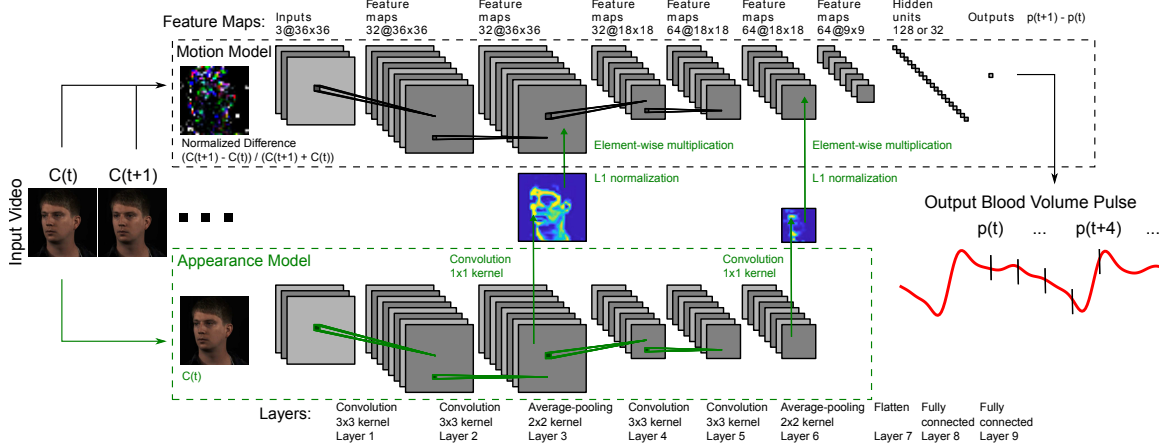 Feature Maps:
Inputs
3@36x36
Feature
maps
32@36x36
Feature
maps
32@36x36
Feature
maps
32@18x18
Feature
maps
64@18x18
Feature
maps
64@18x18
Feature
maps
64@9x9
Hidden
units
128 or 32
Outputs
p(t+1) - p(t)
Motion Model
Normalized Difference
(C(t+1) - C(t)) / (C(t+1) + C(t))
Element-wise multiplication
L1 normalization
Element-wise multiplication
L1 normalization
Input Video
C(t)
C(t+1)
Output Blood Volume Pulse
p(t)
...
p(t+4)
...
Appearance Model
Convolution
1x1 kernel
Convolution
1x1 kernel
C(t)
Layers:
Convolution
3x3 kernel
Layer 1
Convolution
3x3 kernel
Layer 2
Average-pooling
2x2 kernel
Layer 3
Convolution
3x3 kernel
Layer 4
Convolution
3x3 kernel
Layer 5
Average-pooling
2x2 kernel
Layer 6
Flatten
Layer 7
Fully
connected
Layer 8
Fully
connected
Layer 9